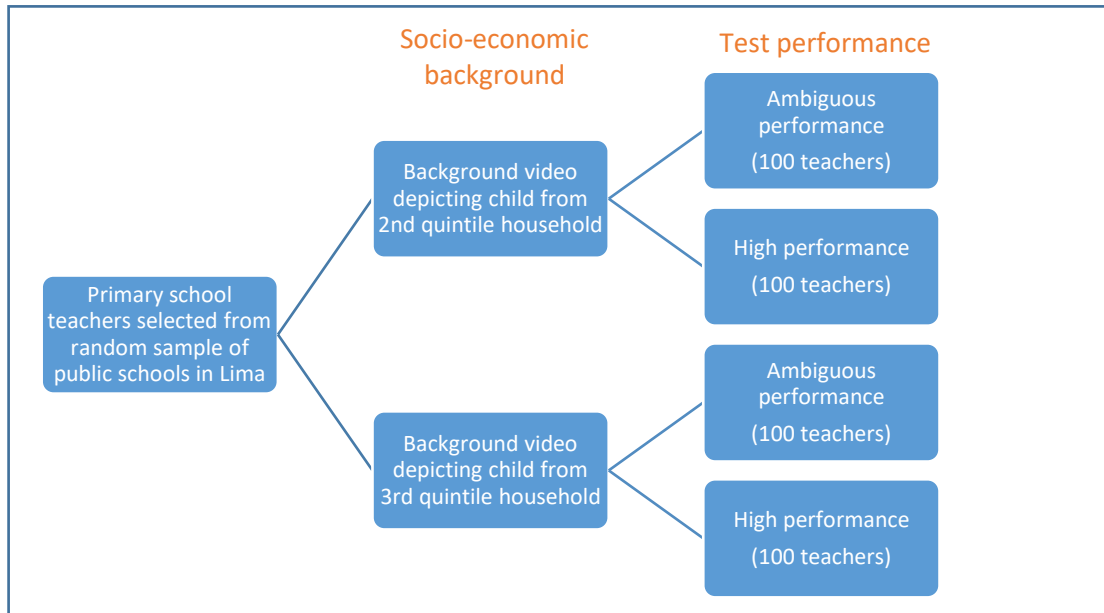 Socio-economic
background
Test performance
Primary school
teachers selected from
random sample of
public schools in Lima
Background video
depicting child from
2nd quintile household
Ambiguous
performance
(100 teachers)
High performance
(100 teachers)
Background video
depicting child from
3rd quintile household
Ambiguous
performance
(100 teachers)
High performance
(100 teachers)